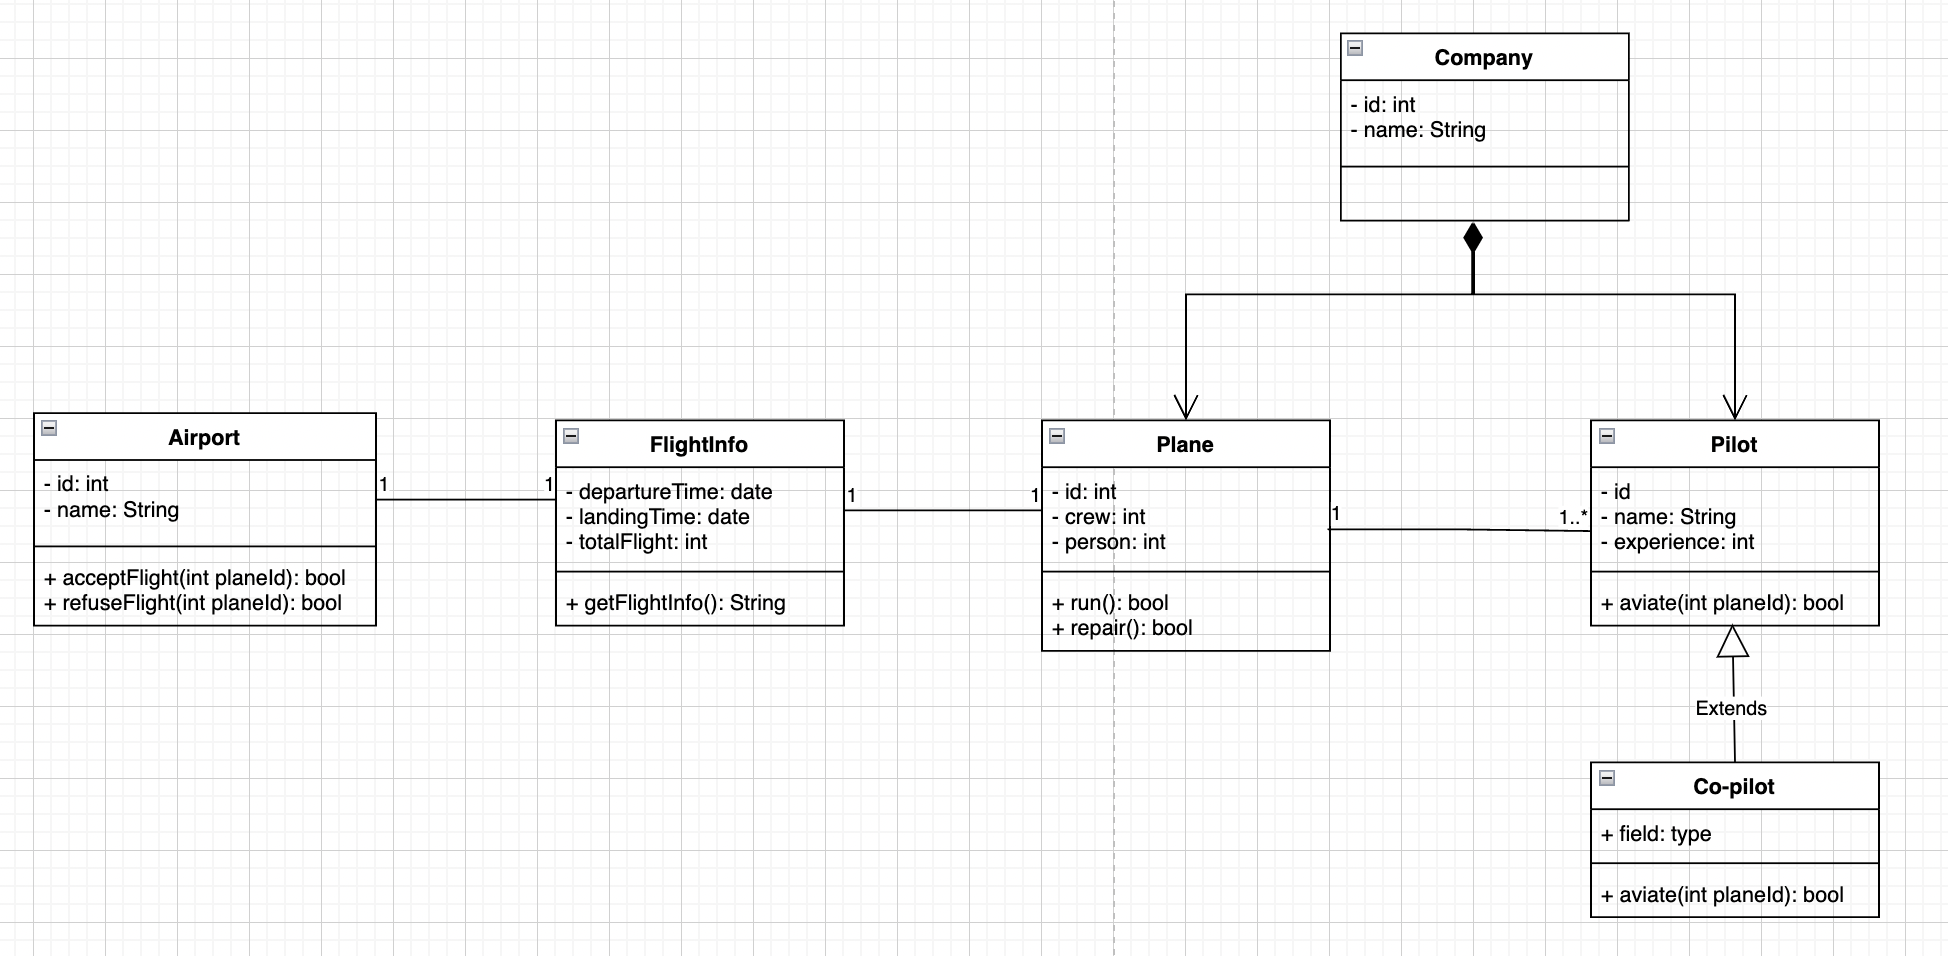 Company
- id: int
- name: String
Airport
- id: int
- name: String
+ acceptFlight(int planeId): bool
+ refuseFlight(int planeId): bool
1
1
FlightInfo
- departureTime: date
- landingTime: date
- totalFlight: int
+ getFlightInfo(): String
1
1
Plane
- id: int
- crew: int
- person: int
+ run(): bool
+ repair(): bool
1
1..*
Pilot
- id
- name: String
- experience: int
+ aviate(int planeId): bool
Extends
Co-pilot
+ field: type
+ aviate(int planeId): bool